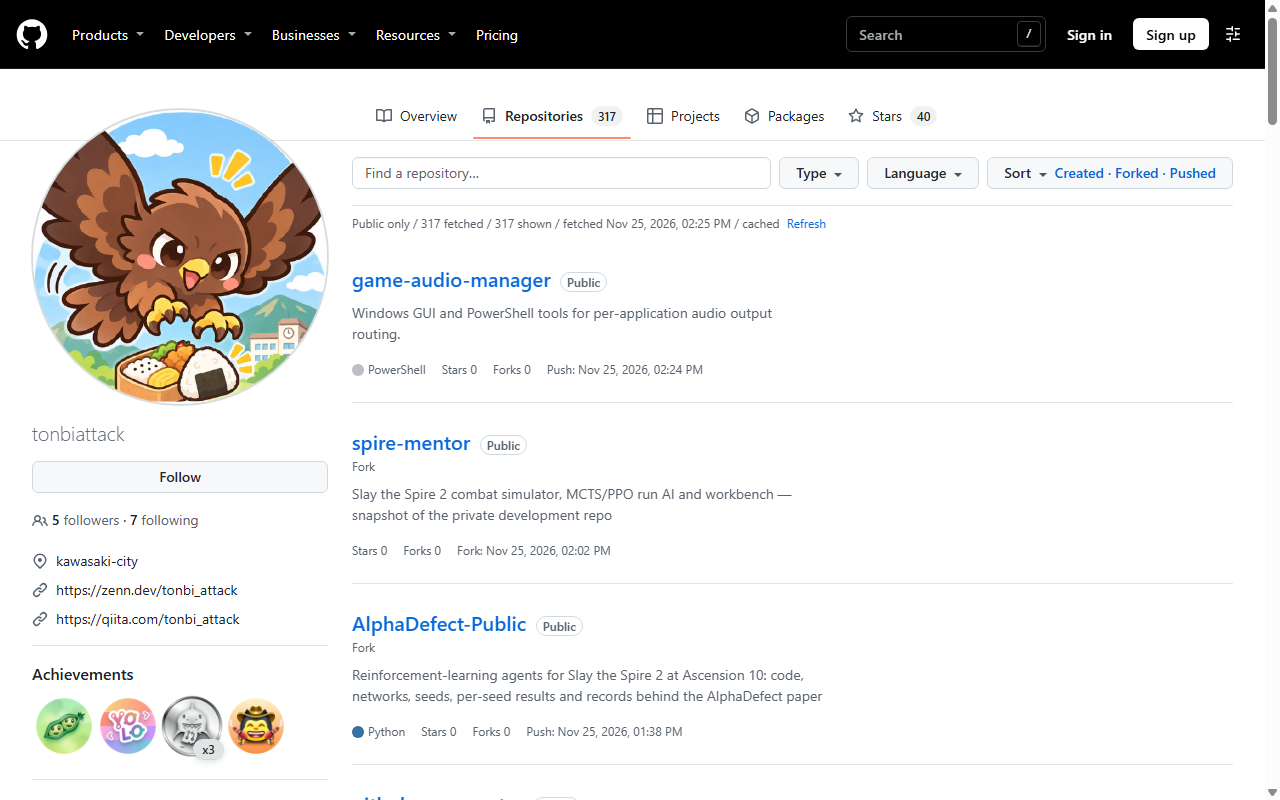 Products
Developers
Businesses
Resources
Pricing
Search
/
Sign in
Sign up
Overview
Repositories 317
Projects
Packages
Stars 40
Find a repository...
Type
Language
Sort Created · Forked · Pushed
Public only / 317 fetched / 317 shown / fetched Nov 25, 2026, 02:25 PM / cached Refresh
game-audio-manager Public
Windows GUI and PowerShell tools for per-application audio output
routing.
PowerShell Stars 0 Forks 0 Push: Nov 25, 2026, 02:24 PM
tonbiattack
Follow
5 followers · 7 following
kawasaki-city
https://zenn.dev/tonbi_attack
https://qiita.com/tonbi_attack
Achievements
YOLO
x3
spire-mentor Public
Fork
Slay the Spire 2 combat simulator, MCTS/PPO run AI and workbench —
snapshot of the private development repo
Stars 0 Forks 0 Fork: Nov 25, 2026, 02:02 PM
AlphaDefect-Public Public
Fork
Reinforcement-learning agents for Slay the Spire 2 at Ascension 10: code,
networks, seeds, per-seed results and records behind the AlphaDefect paper
Python Stars 0 Forks 0 Push: Nov 25, 2026, 01:38 PM